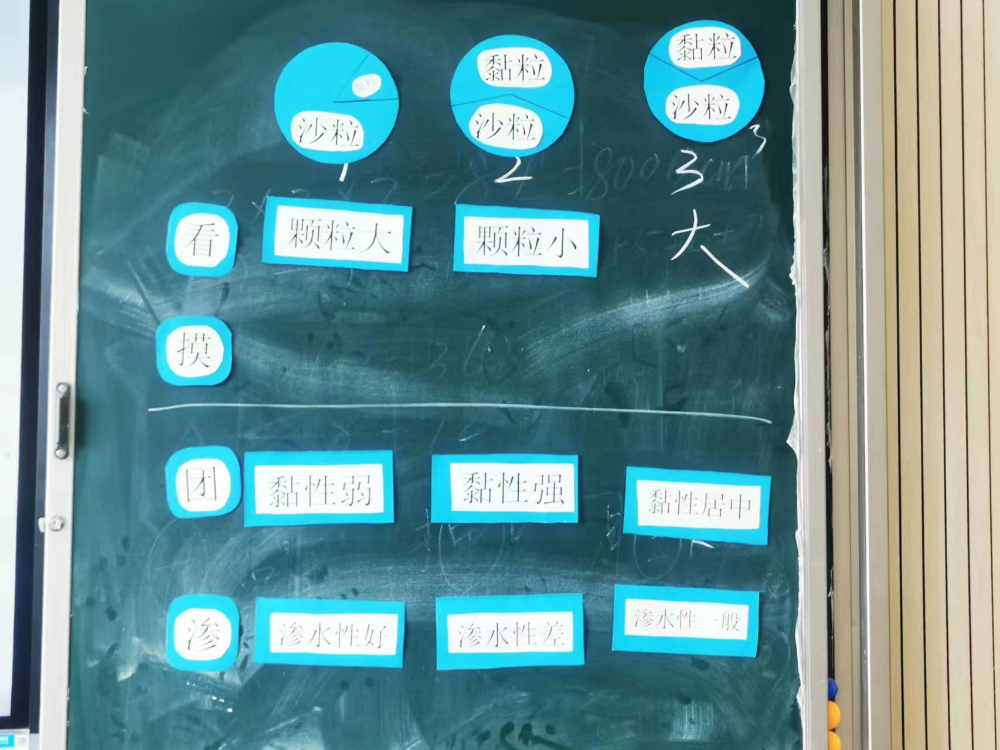 黏粒
沙粒
黏粒
沙粒
黏粒
沙粒
1 2 3
看 颗粒大 颗粒小 大
摸
团 黏性弱 黏性强 黏性居中
渗 渗水性好 渗水性差 渗水性一般